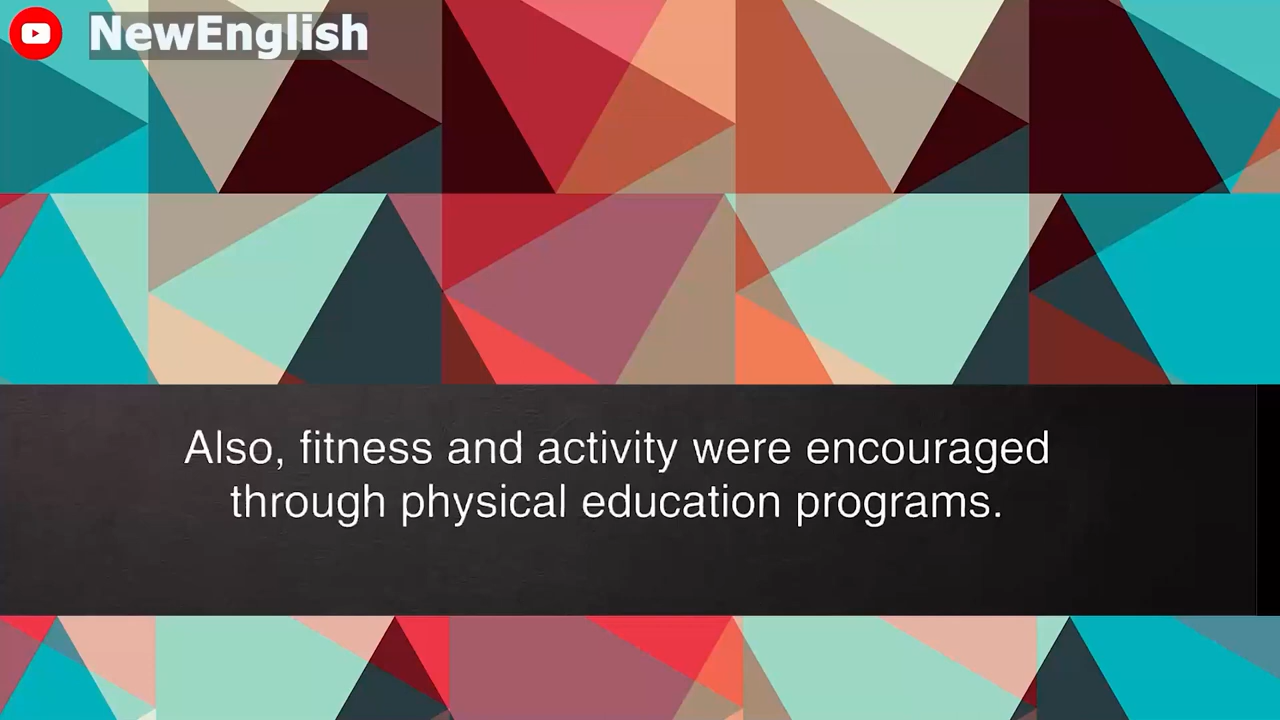 NewEnglish
Also, fitness and activity were encouraged
through physical education programs.